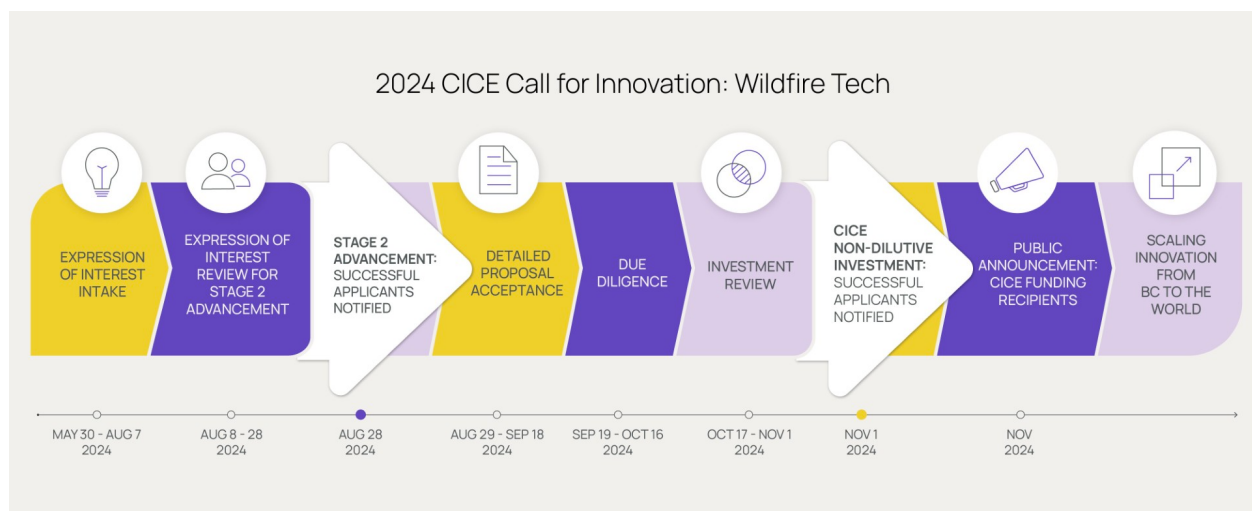 2024 CICE Call for Innovation: Wildfire Tech
EXPRESSION
OF INTEREST
INTAKE
EXPRESSION OF
INTEREST
REVIEW FOR
STAGE 2
ADVANCEMENT
STAGE 2
ADVANCEMENT:
SUCCESSFUL
APPLICANTS
NOTIFIED
DETAILED
PROPOSAL
ACCEPTANCE
DUE
DILIGENCE
INVESTMENT
REVIEW
CICE
NON-DILUTIVE
INVESTMENT:
SUCCESSFUL
APPLICANTS
NOTIFIED
PUBLIC
ANNOUNCEMENT:
CICE FUNDING
RECIPIENTS
SCALING
INNOVATION
FROM
BC TO THE
WORLD
MAY 30 - AUG 7
2024
AUG 8 - 28
2024
AUG 28
2024
AUG 29 - SEP 18
2024
SEP 19 - OCT 16
2024
OCT 17 - NOV 1
2024
NOV 1
2024
NOV
2024